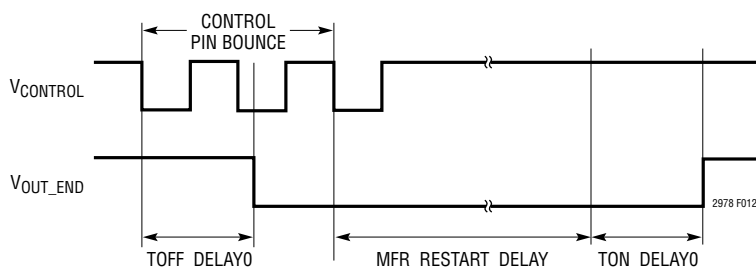 CONTROL
PIN BOUNCE
VCONTROL
VOUT_END
2978 F012
TOFF DELAY0
MFR RESTART DELAY
TON DELAY0